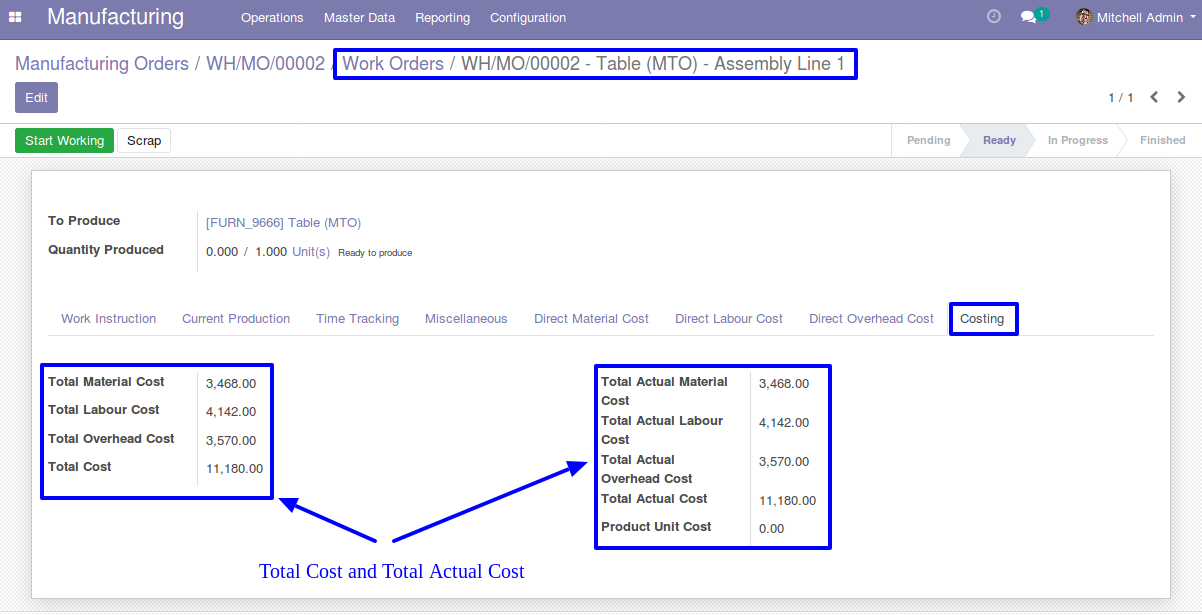 Manufacturing Operations Master Data Reporting Configuration 1 Mitchell Admin
Manufacturing Orders / WH/MO/00002 / Work Orders / WH/MO/00002 - Table (MTO) - Assembly Line 1
Edit 1 / 1
Start Working Scrap Pending Ready In Progress Finished
To Produce [FURN_9666] Table (MTO)
Quantity Produced 0.000 / 1.000 Unit(s) Ready to produce
Work Instruction Current Production Time Tracking Miscellaneous Direct Material Cost Direct Labour Cost Direct Overhead Cost Costing
Total Material Cost 3,468.00
Total Labour Cost 4,142.00
Total Overhead Cost 3,570.00
Total Cost 11,180.00
Total Actual Material 3,468.00
Cost
Total Actual Labour 4,142.00
Cost
Total Actual 3,570.00
Overhead Cost
Total Actual Cost 11,180.00
Product Unit Cost 0.00
Total Cost and Total Actual Cost